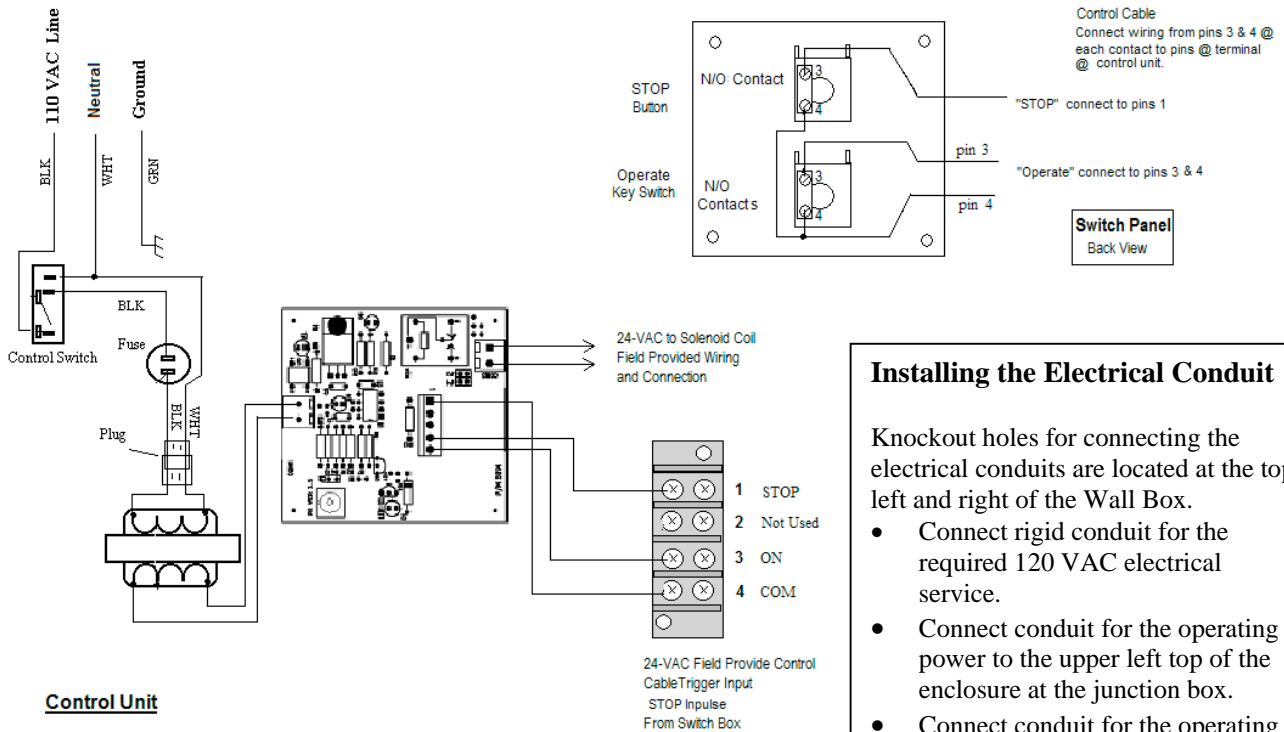 110 VAC Line
Neutral
Ground
BLK
WHT
GRN
BLK
Control Switch
Fuse
BLK
WHT
Plug
Control Unit
STOP
Button
N/O Contact
3
4
Operate
Key Switch
N/O
Contacts
3
4
Control Cable
Connect wiring from pins 3 & 4 @
each contact to pins @ terminal
@ control unit.
"STOP" connect to pins 1
pin 3
"Operate" connect to pins 3 & 4
pin 4
Switch Panel
Back View
24-VAC to Solenoid Coil
Field Provided Wiring
and Connection
1 STOP
2 Not Used
3 ON
4 COM
24-VAC Field Provide Control
CableTrigger Input
STOP Inpulse
From Switch Box
Installing the Electrical Conduit
Knockout holes for connecting the
electrical conduits are located at the top
left and right of the Wall Box.
• Connect rigid conduit for the
required 120 VAC electrical
service.
• Connect conduit for the operating
power to the upper left top of the
enclosure at the junction box.
• Connect conduit for the operating